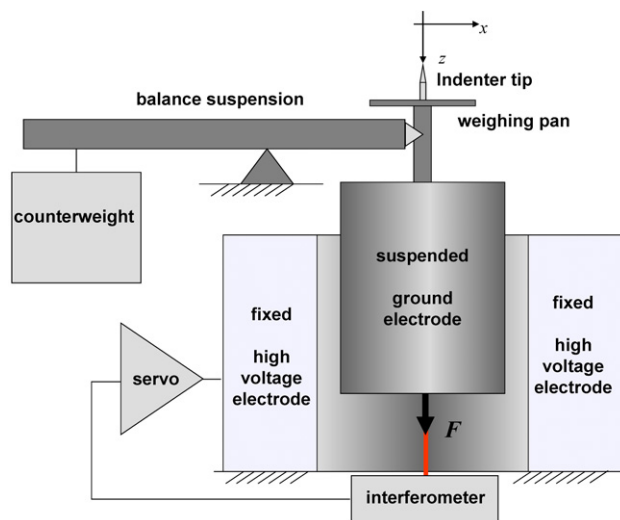 x
z
Indenter tip
balance suspension
weighing pan
counterweight
suspended
ground
electrode
fixed
high
voltage
electrode
fixed
high
voltage
electrode
servo
F
interferometer